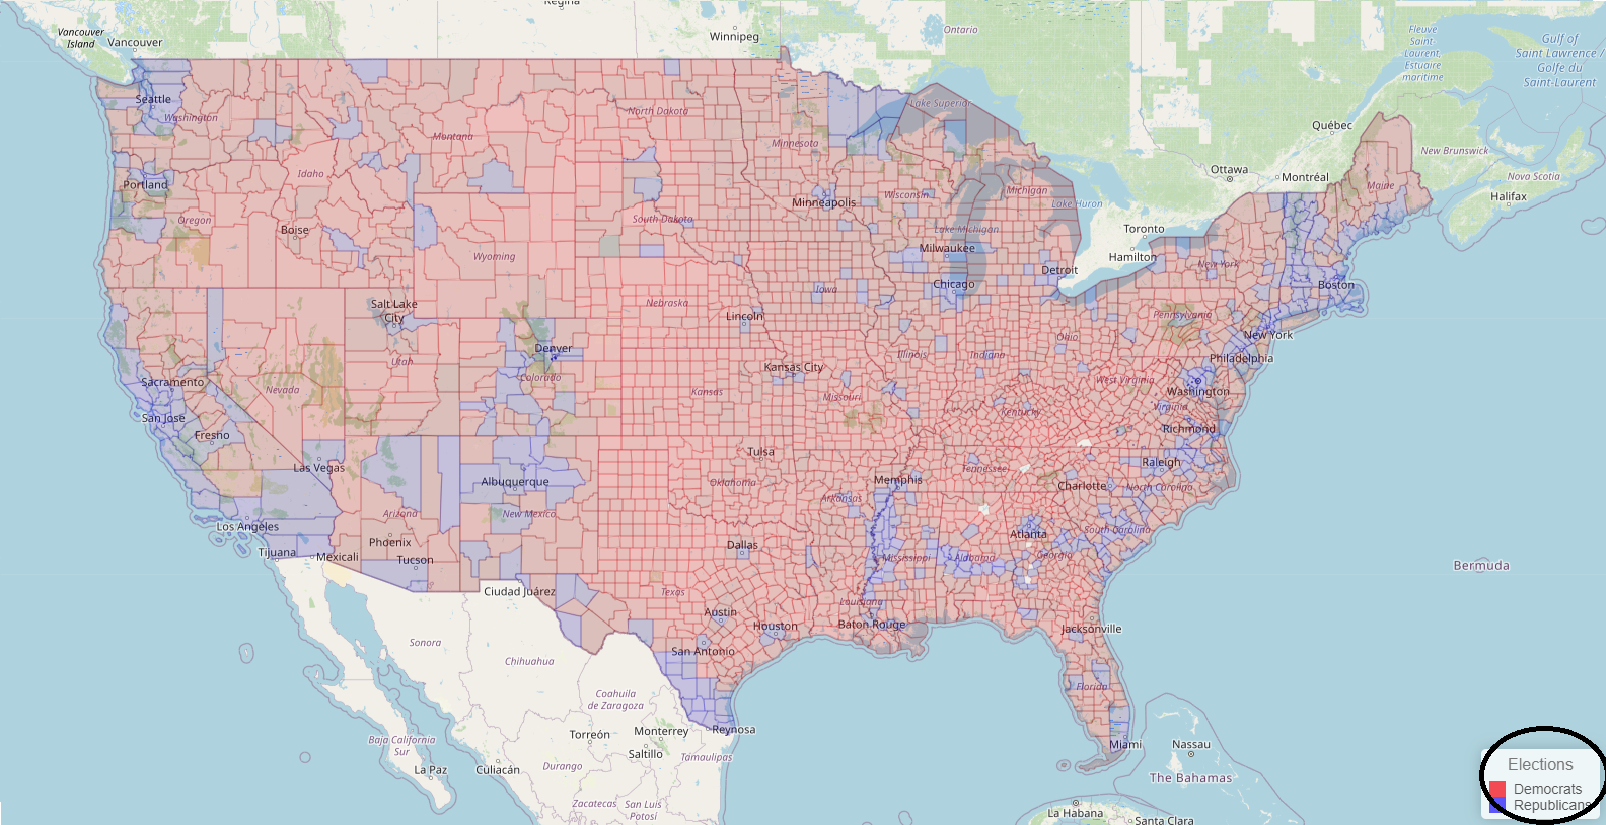 Regina
Vancouver
Island
Vancouver
Winnipeg
Ontario
Fleuve
Saint-
Laurent,
Estuaire
maritime
Gulf of
Saint Lawrence /
Golfe du
Saint-Laurent
Seattle
Washington
Montana
North Dakota
Minnesota
Lake Superior
Québec
New Brunswick
Ottawa
Montréal
Nova Scotia
Halifax
Maine
Portland
Idaho
Oregon
Boise
South Dakota
Minneapolis
Wisconsin
Michigan
Lake Huron
Toronto
Hamilton
Lake Michigan
Milwaukee
Wyoming
Detroit
New York
Chicago
Iowa
Boston
Salt Lake
City
Nebraska
Lincoln
Pennsylvania
New York
Ohio
Denver
Utah
Illinois
Indiana
Philadelphia
Sacramento
Nevada
Colorado
Kansas City
Kansas
Missouri
West Virginia
Washington
Virginia
Kentucky
San José
Fresno
Richmond
Las Vegas
Tulsa
Raleigh
Tennessee
Albuquerque
Oklahoma
Memphis
Charlotte
North Carolina
Arkansas
Arizona
New Mexico
Los Angeles
Phoenix
Atlanta
South Carolina
Tijuana
Mexicali
Tucson
Dallas
Mississippi
Alabama
Georgia
Bermuda
Ciudad Juárez
Texas
Louisiana
Austin
Houston
Baton Rouge
Jacksonville
Sonora
San Antonio
Chihuahua
Florida
Coahuila
de Zaragoza
Reynosa
Monterrey
Torreón
Miami
Nassau
Baja California
Sur
Saltillo
Tamaulipas
La Paz
Culiacán
Durango
The Bahamas
Zacatecas
San Luis
Potosí
La Habana
Santa Clara
Elections
Democrats
Republicans